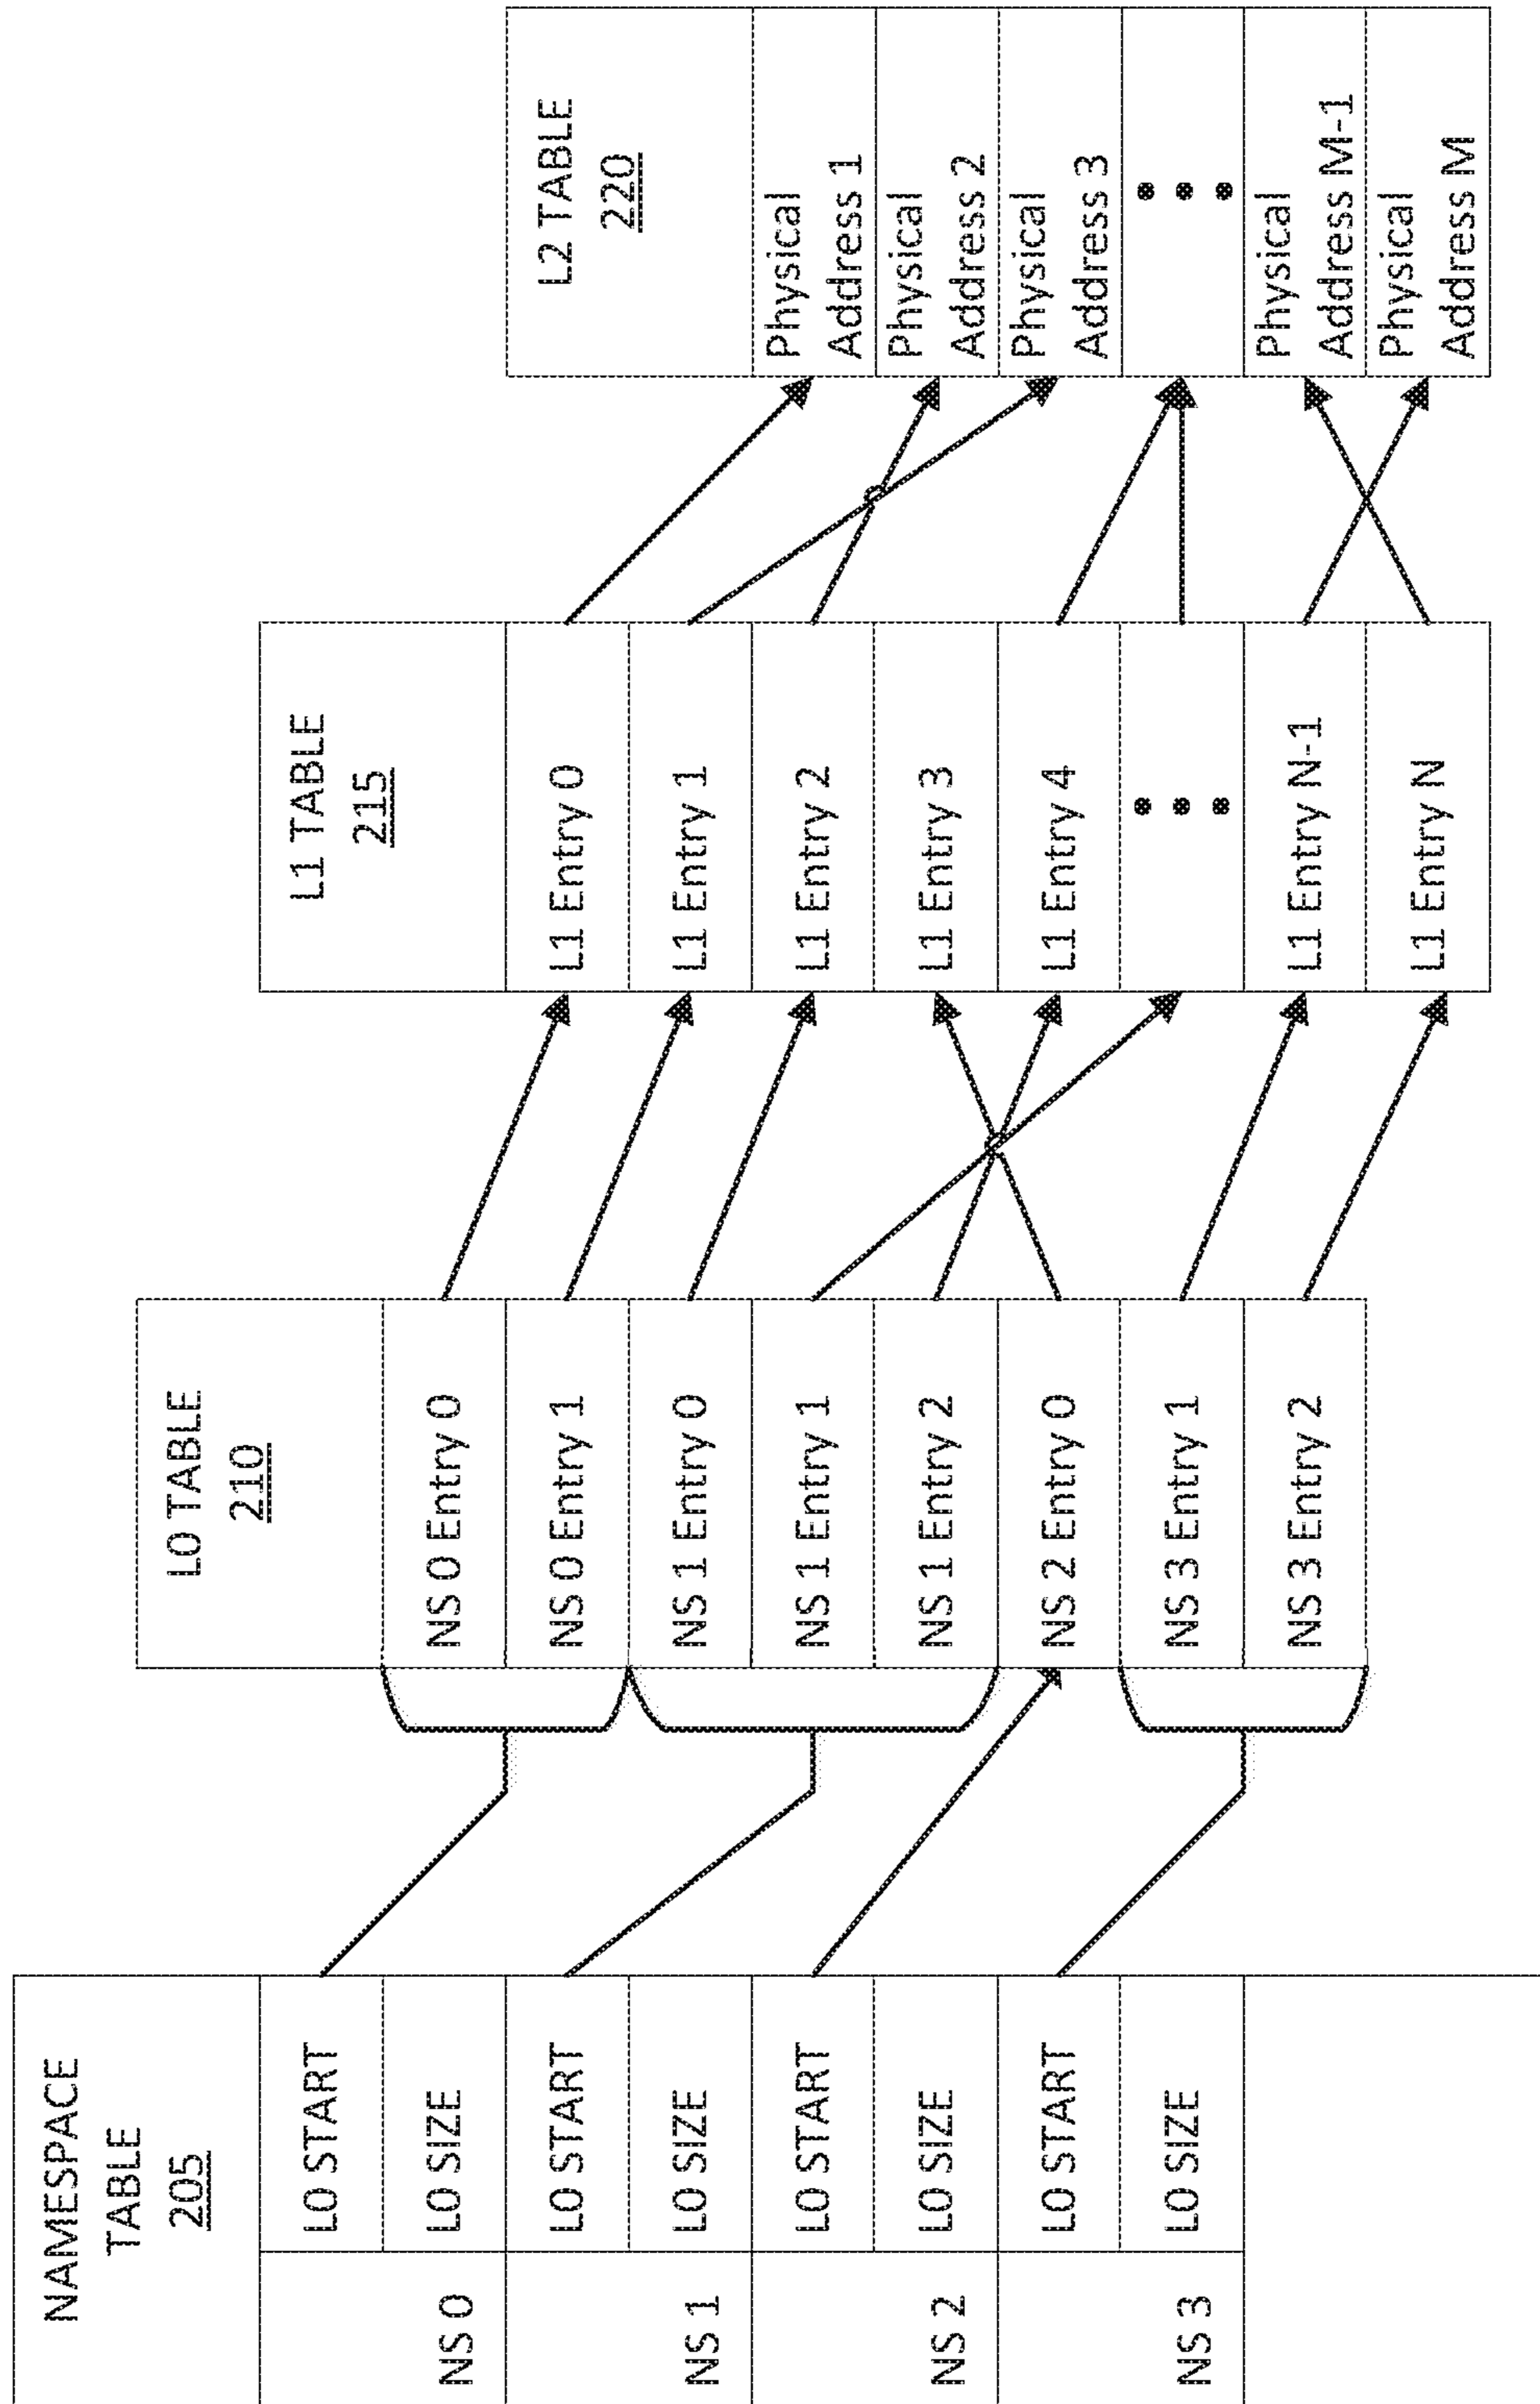 NAMESPACE
TABLE
205
NS 0
L0 START
L0 SIZE
NS 1
L0 START
L0 SIZE
NS 2
L0 START
L0 SIZE
NS 3
L0 START
L0 SIZE
L0 TABLE
210
NS 0 Entry 0
NS 0 Entry 1
NS 1 Entry 0
NS 1 Entry 1
NS 1 Entry 2
NS 2 Entry 0
NS 3 Entry 1
NS 3 Entry 2
L1 TABLE
215
L1 Entry 0
L1 Entry 1
L1 Entry 2
L1 Entry 3
L1 Entry 4
• • •
L1 Entry N-1
L1 Entry N
L2 TABLE
220
Physical
Address 1
Physical
Address 2
Physical
Address 3
• • •
Physical
Address M-1
Physical
Address M